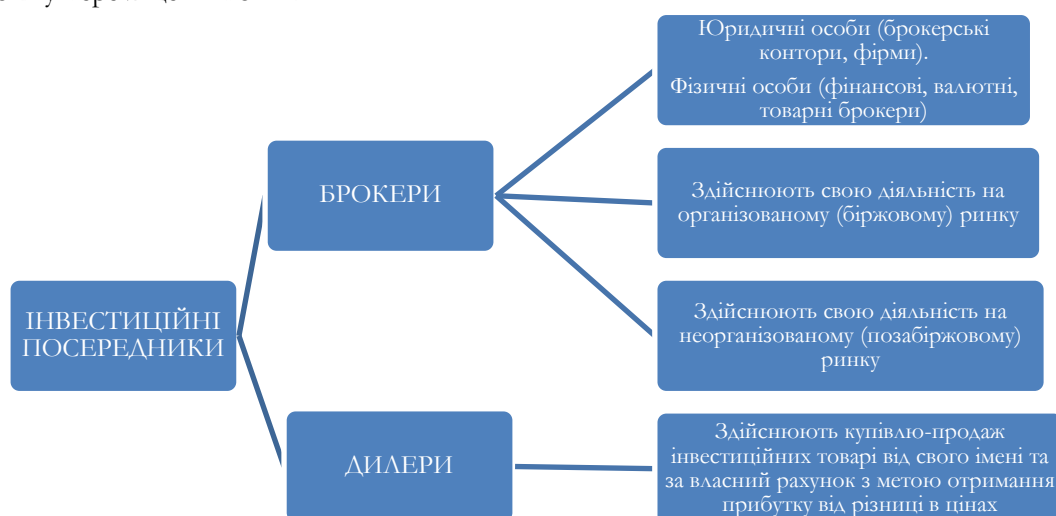 Юридичні особи (брокерські
контори, фірми).
Фізичні особи (фінансові, валютні,
товарні брокери)
БРОКЕРИ
Здійснюють свою діяльність на
організованому (біржовому) ринку
ІНВЕСТИЦІЙНІ
ПОСЕРЕДНИКИ
Здійснюють свою діяльність на
неорганізованому (позабіржовому)
ринку
ДИЛЕРИ
Здійснюють купівлю-продаж
інвестиційних товарі від свого імені та
за власний рахунок з метою отримання
прибутку від різниці в цінах